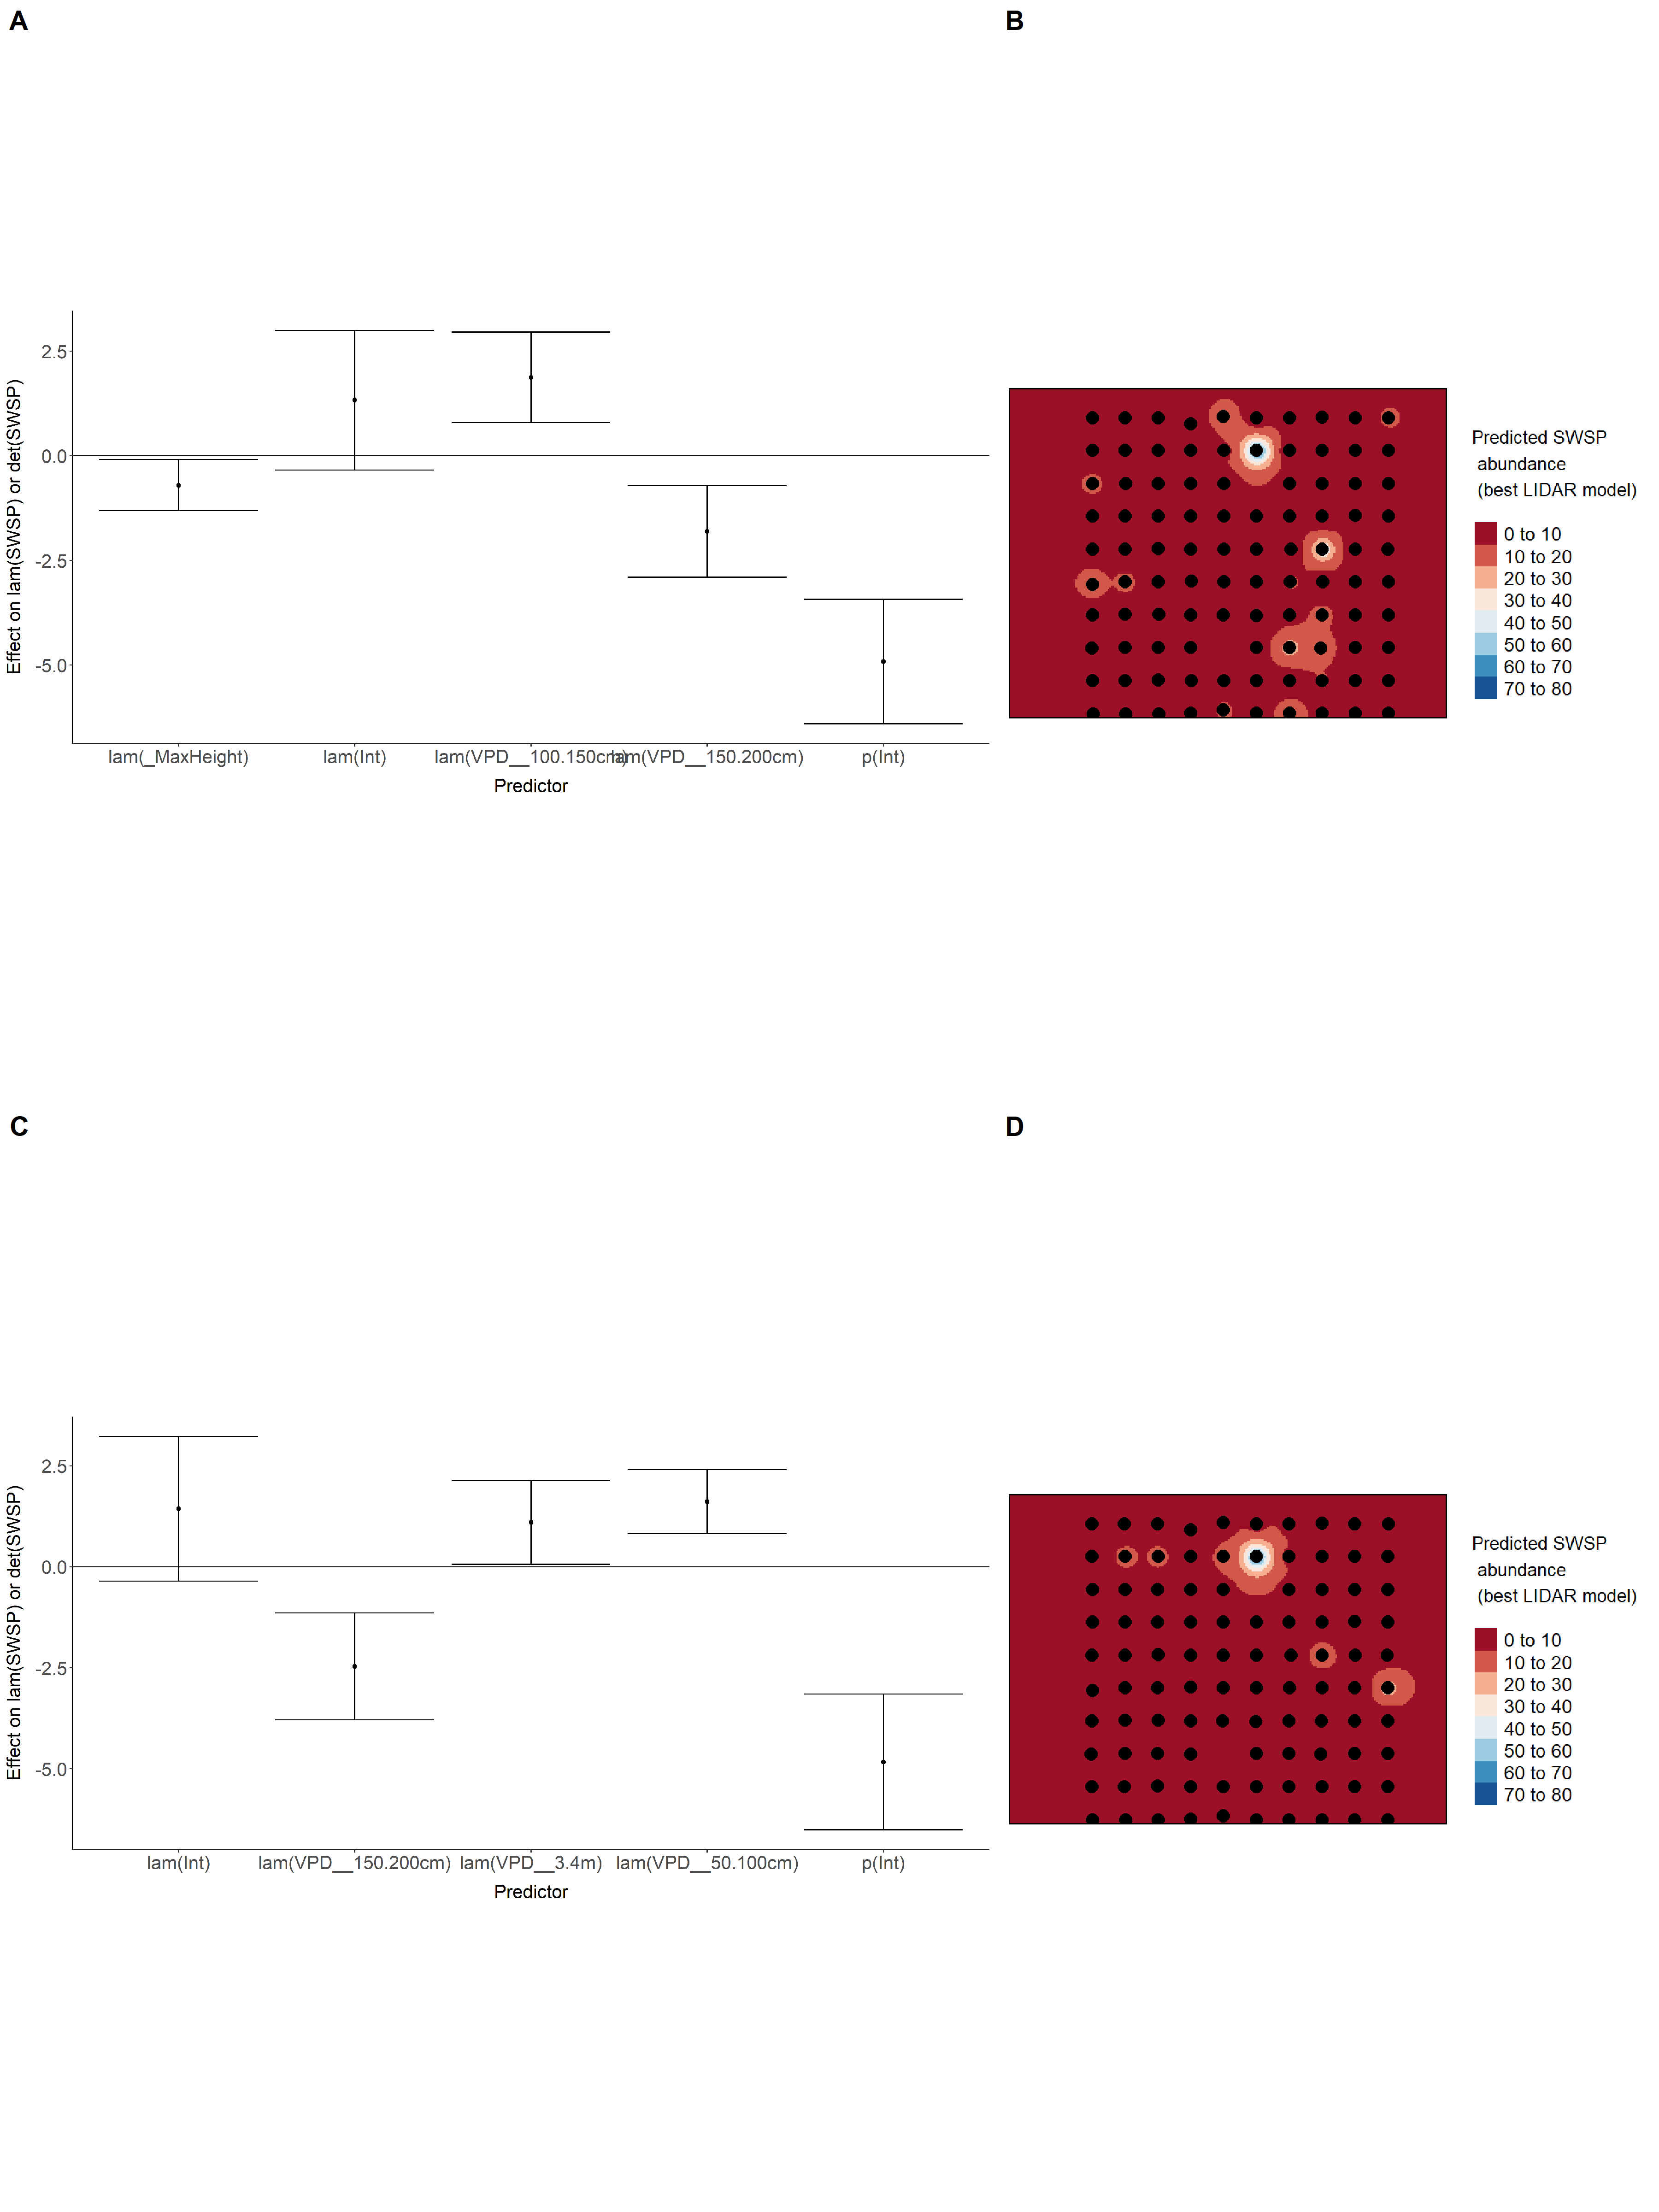 A
B
Effect on lam(SWSP) or det(SWSP)
2.5
0.0
-2.5
-5.0
lam(_MaxHeight)
lam(Int)
lam(VPD__100.150cm)
lam(VPD__150.200cm)
p(Int)
Predictor
Predicted SWSP
abundance
(best LIDAR model)
0 to 10
10 to 20
20 to 30
30 to 40
40 to 50
50 to 60
60 to 70
70 to 80
C
D
Effect on lam(SWSP) or det(SWSP)
2.5
0.0
-2.5
-5.0
lam(Int)
lam(VPD__150.200cm)
lam(VPD__3.4m)
lam(VPD__50.100cm)
p(Int)
Predictor
Predicted SWSP
abundance
(best LIDAR model)
0 to 10
10 to 20
20 to 30
30 to 40
40 to 50
50 to 60
60 to 70
70 to 80